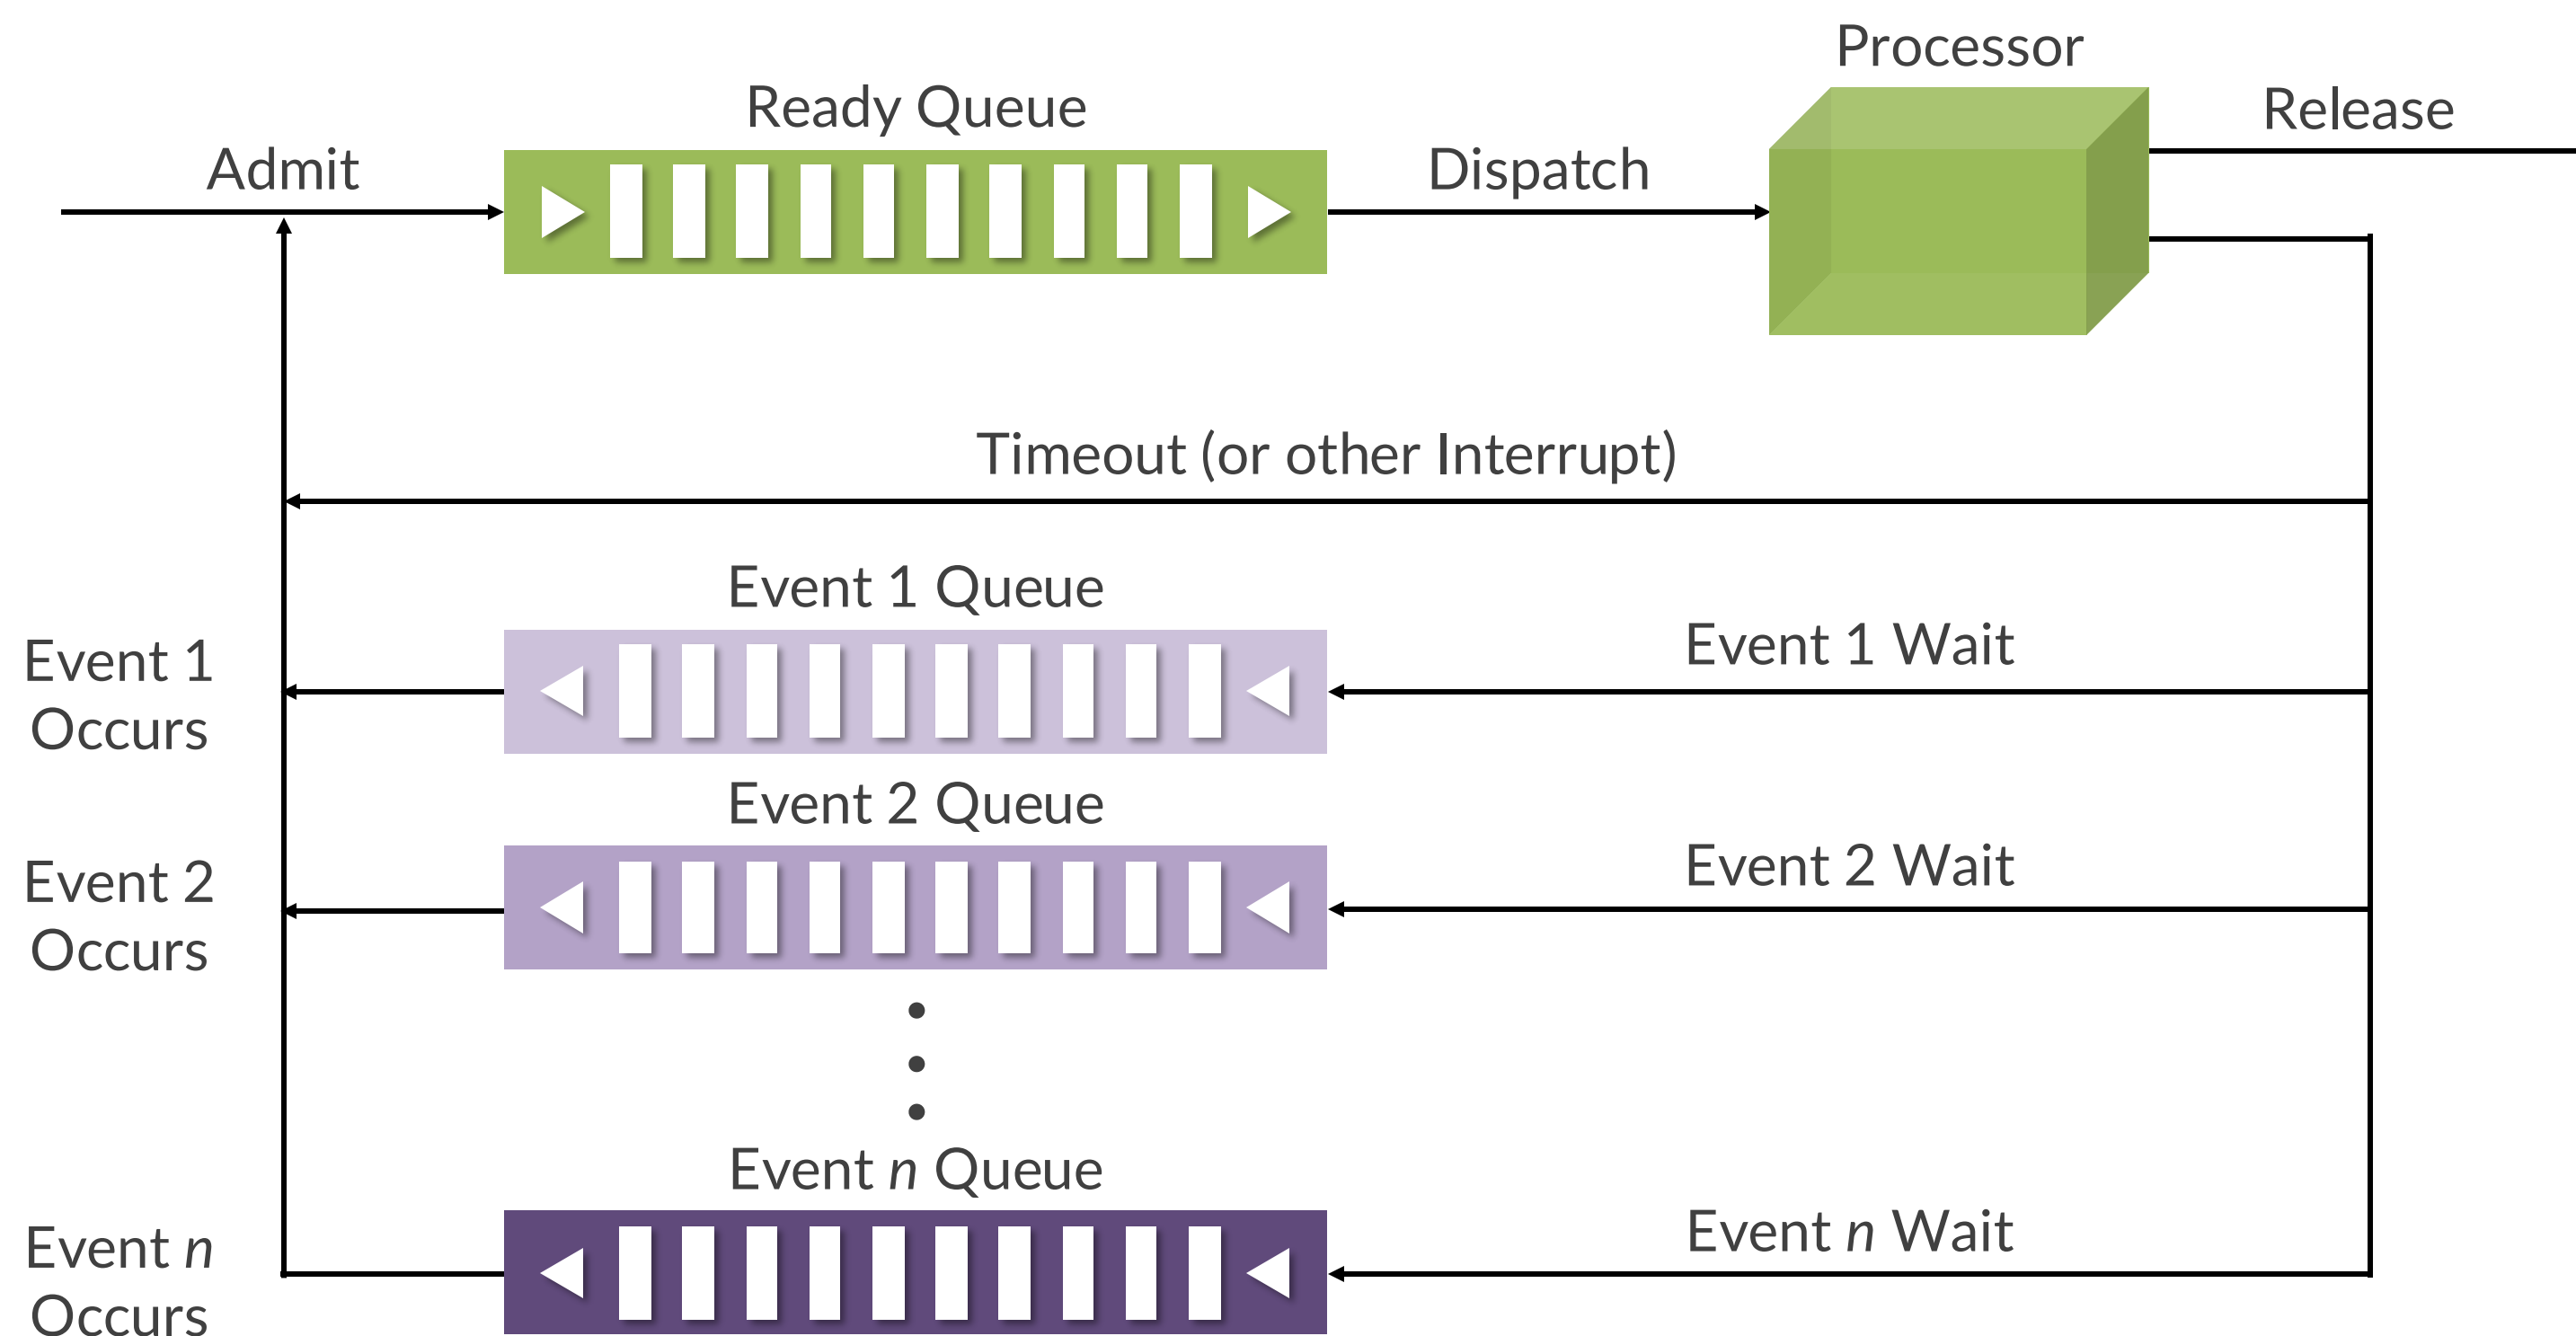 Processor
Ready Queue
Release
Admit
Dispatch
Timeout (or other Interrupt)
Event 1 Queue
Event 1
Occurs
Event 1 Wait
Event 2 Queue
Event 2
Occurs
Event 2 Wait
Event n Queue
Event n
Occurs
Event n Wait